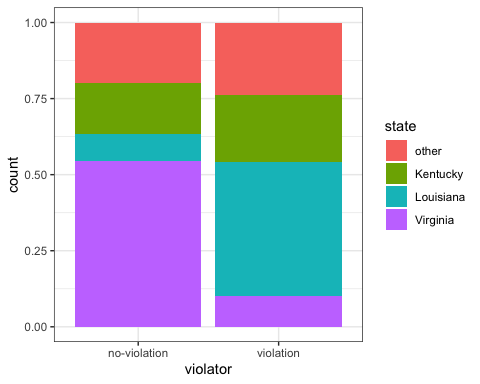 1.00
0.75
0.50
0.25
0.00
count
no-violation
violation
violator
state
other
Kentucky
Louisiana
Virginia